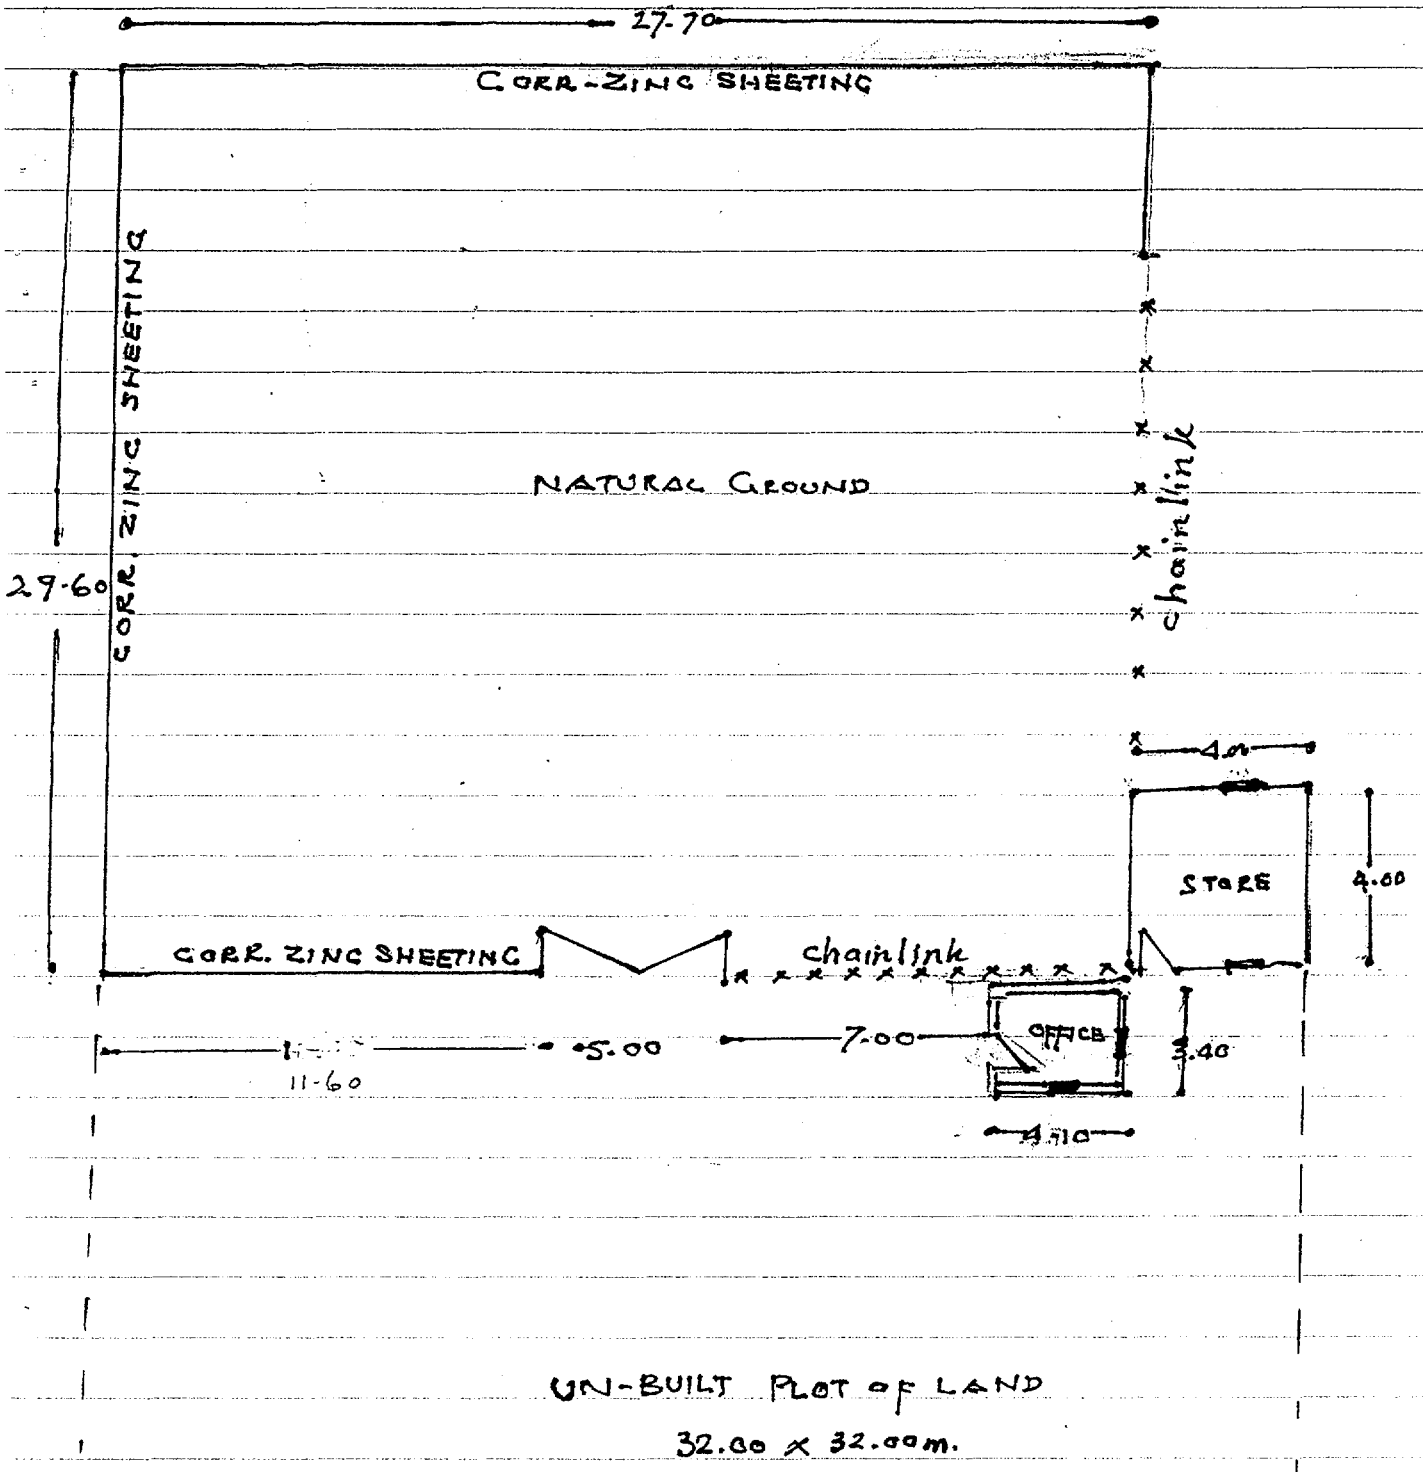 27.70
CORR-ZINC SHEETING
CORR. ZINC SHEETING
29.60
NATURAL GROUND
chainlink
4.00
STORE
4.00
CORR. ZINC SHEETING
chainlink
OFFICE
5.00
7.00
3.40
11.60
4.10
UN-BUILT PLOT OF LAND
32.00 x 32.00m.